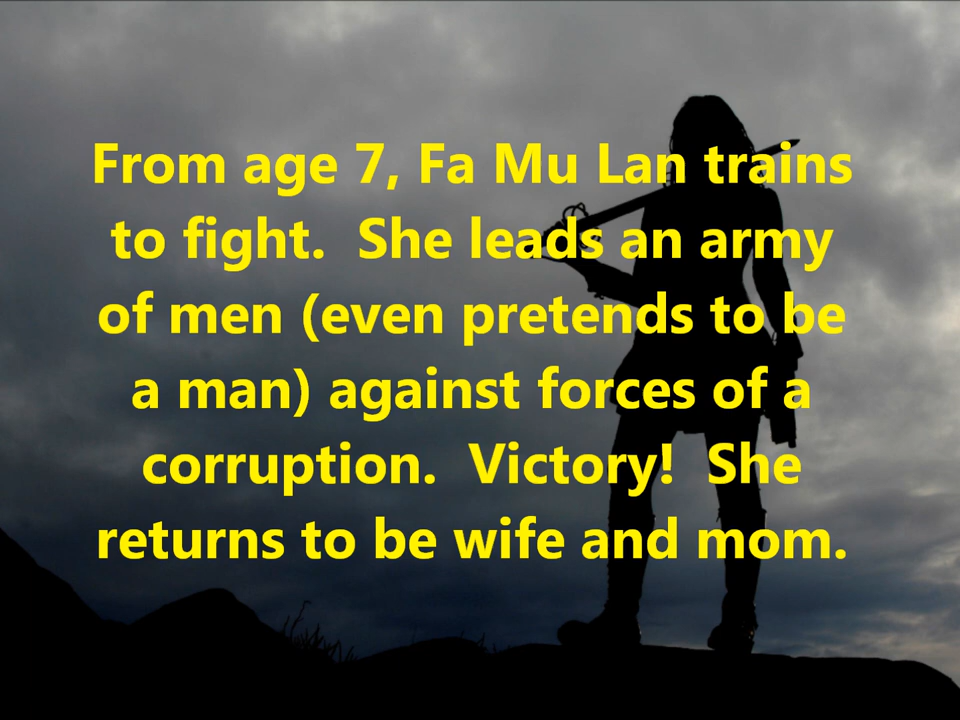 From age 7, Fa Mu Lan trains
to fight.  She leads an army
of men (even pretends to be
a man) against forces of a
corruption.  Victory!  She
returns to be wife and mom.